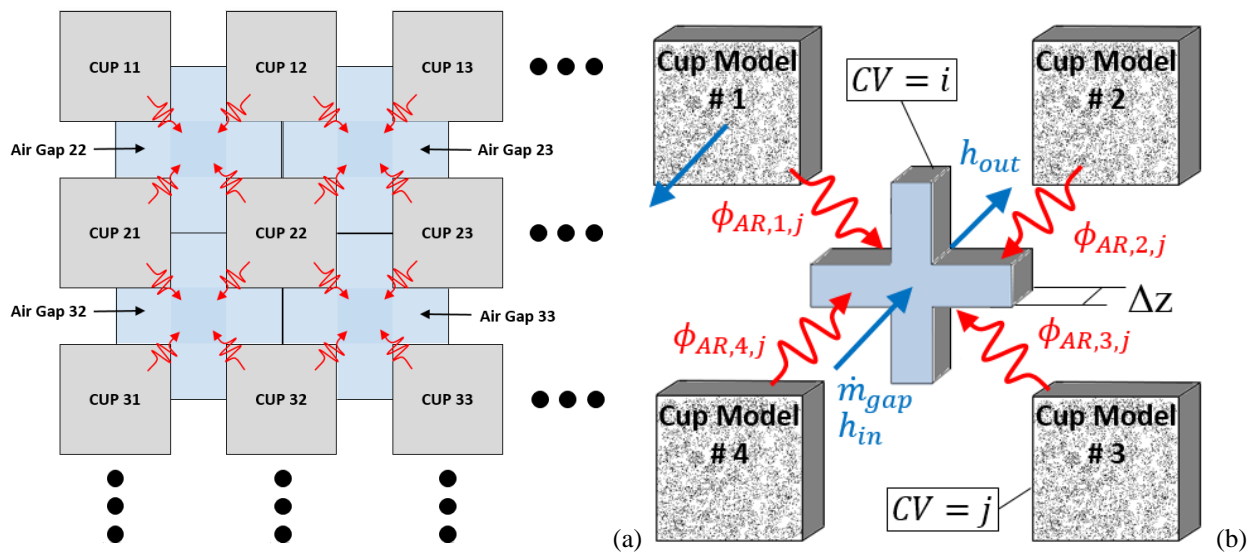 CUP 11
CUP 12
CUP 13
Air Gap 22
Air Gap 23
CUP 21
CUP 22
CUP 23
Air Gap 32
Air Gap 33
CUP 31
CUP 32
CUP 33
(a)
Cup Model
# 1
CV = i
Cup Model
# 2
h_out
ϕ_AR,1,j
ϕ_AR,2,j
Δz
ϕ_AR,4,j
ϕ_AR,3,j
ṁ_gap
h_in
Cup Model
# 4
Cup Model
# 3
CV = j
(b)